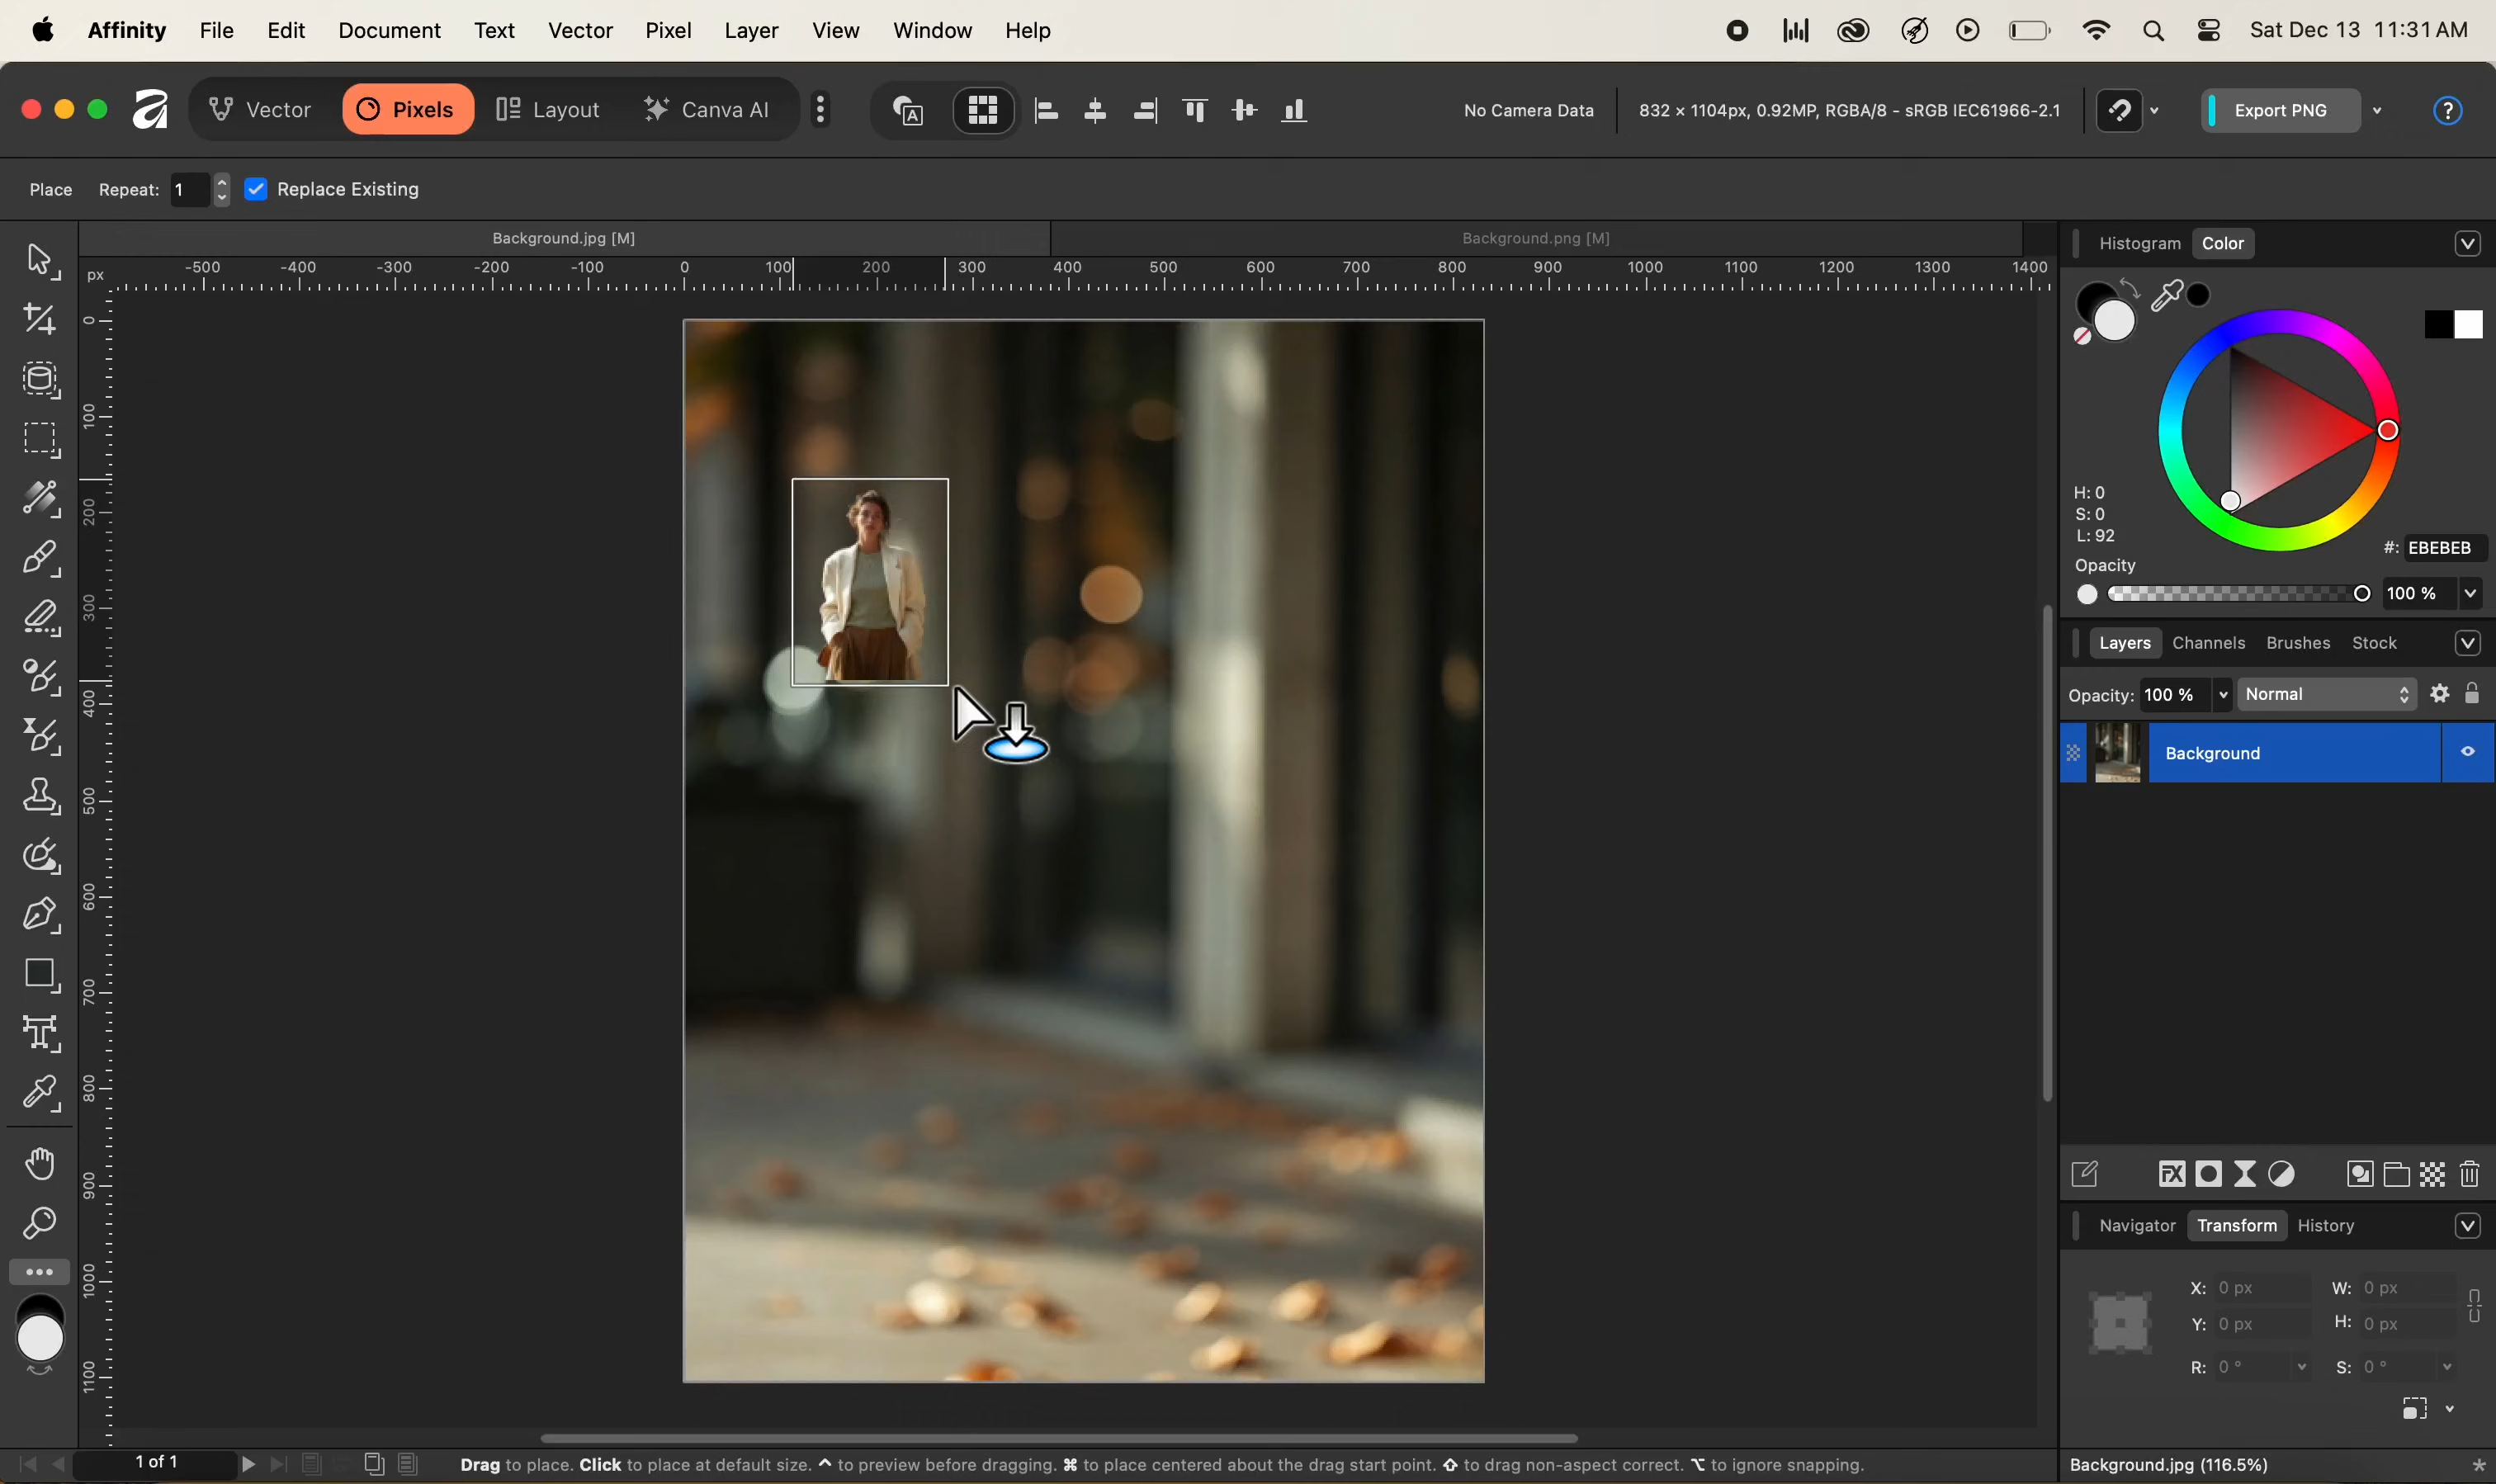 Affinity File Edit Document Text Vector Pixel Layer View Window Help Sat Dec 13 11:31 AM
Vector Pixels Layout Canva AI A No Camera Data 832 × 1104px, 0.92MP, RGBA/8 - sRGB IEC61966-2.1 Export PNG ?
Place Repeat: 1 Replace Existing
Background.jpg [M] Background.png [M]
px -500 -400 -300 -200 -100 0 100 200 300 400 500 600 700 800 900 1000 1100 1200 1300 1400
0
100
200
300
400
500
600
700
800
900
1000
1100
Histogram Color
H: 0
S: 0
L: 92
#: EBEBEB
Opacity
100 %
Layers Channels Brushes Stock
Opacity: 100 % Normal
Background
FX
Navigator Transform History
X: 0 px W: 0 px
Y: 0 px H: 0 px
R: 0 ° S: 0 °
1 of 1 Drag to place. Click to place at default size. ⌃ to preview before dragging. ⌘ to place centered about the drag start point. ⇧ to drag non-aspect correct. ⌥ to ignore snapping. Background.jpg (116.5%) *